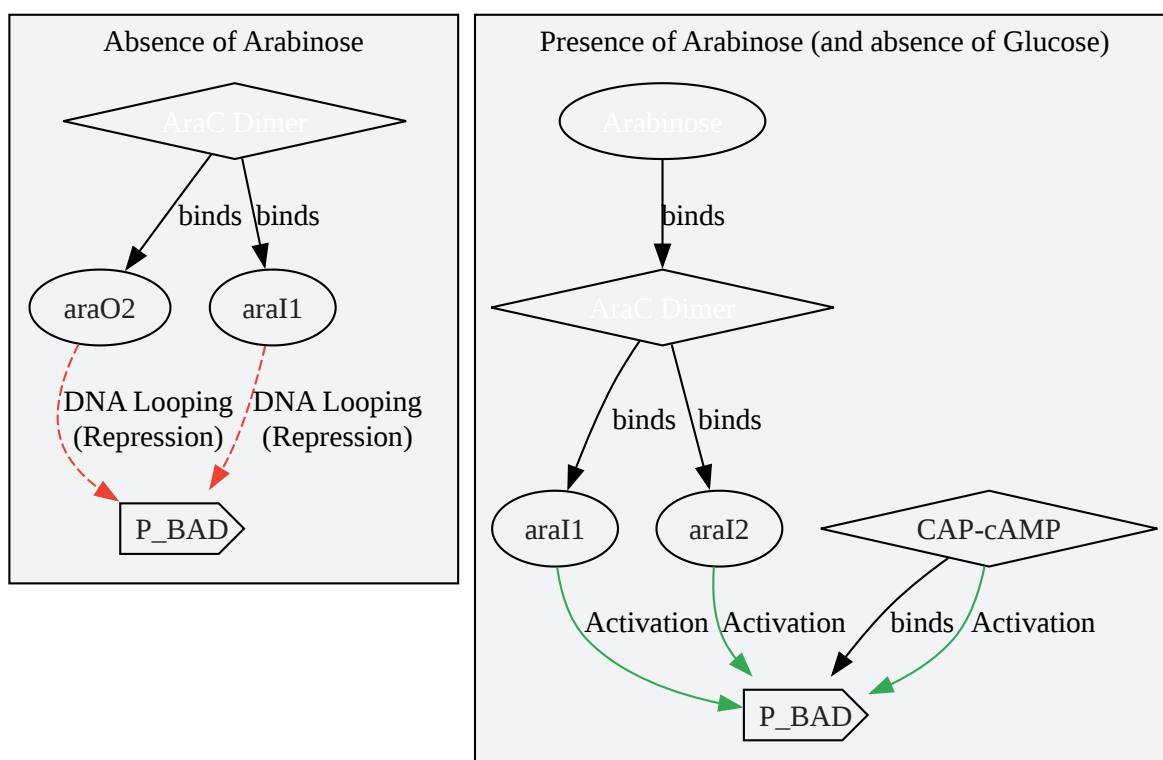 Absence of Arabinose
AraC Dimer
binds
binds
araO2
araI1
DNA Looping
(Repression)
DNA Looping
(Repression)
P_BAD
Presence of Arabinose (and absence of Glucose)
Arabinose
binds
AraC Dimer
binds
binds
araI1
araI2
CAP-cAMP
Activation
Activation
binds
Activation
P_BAD